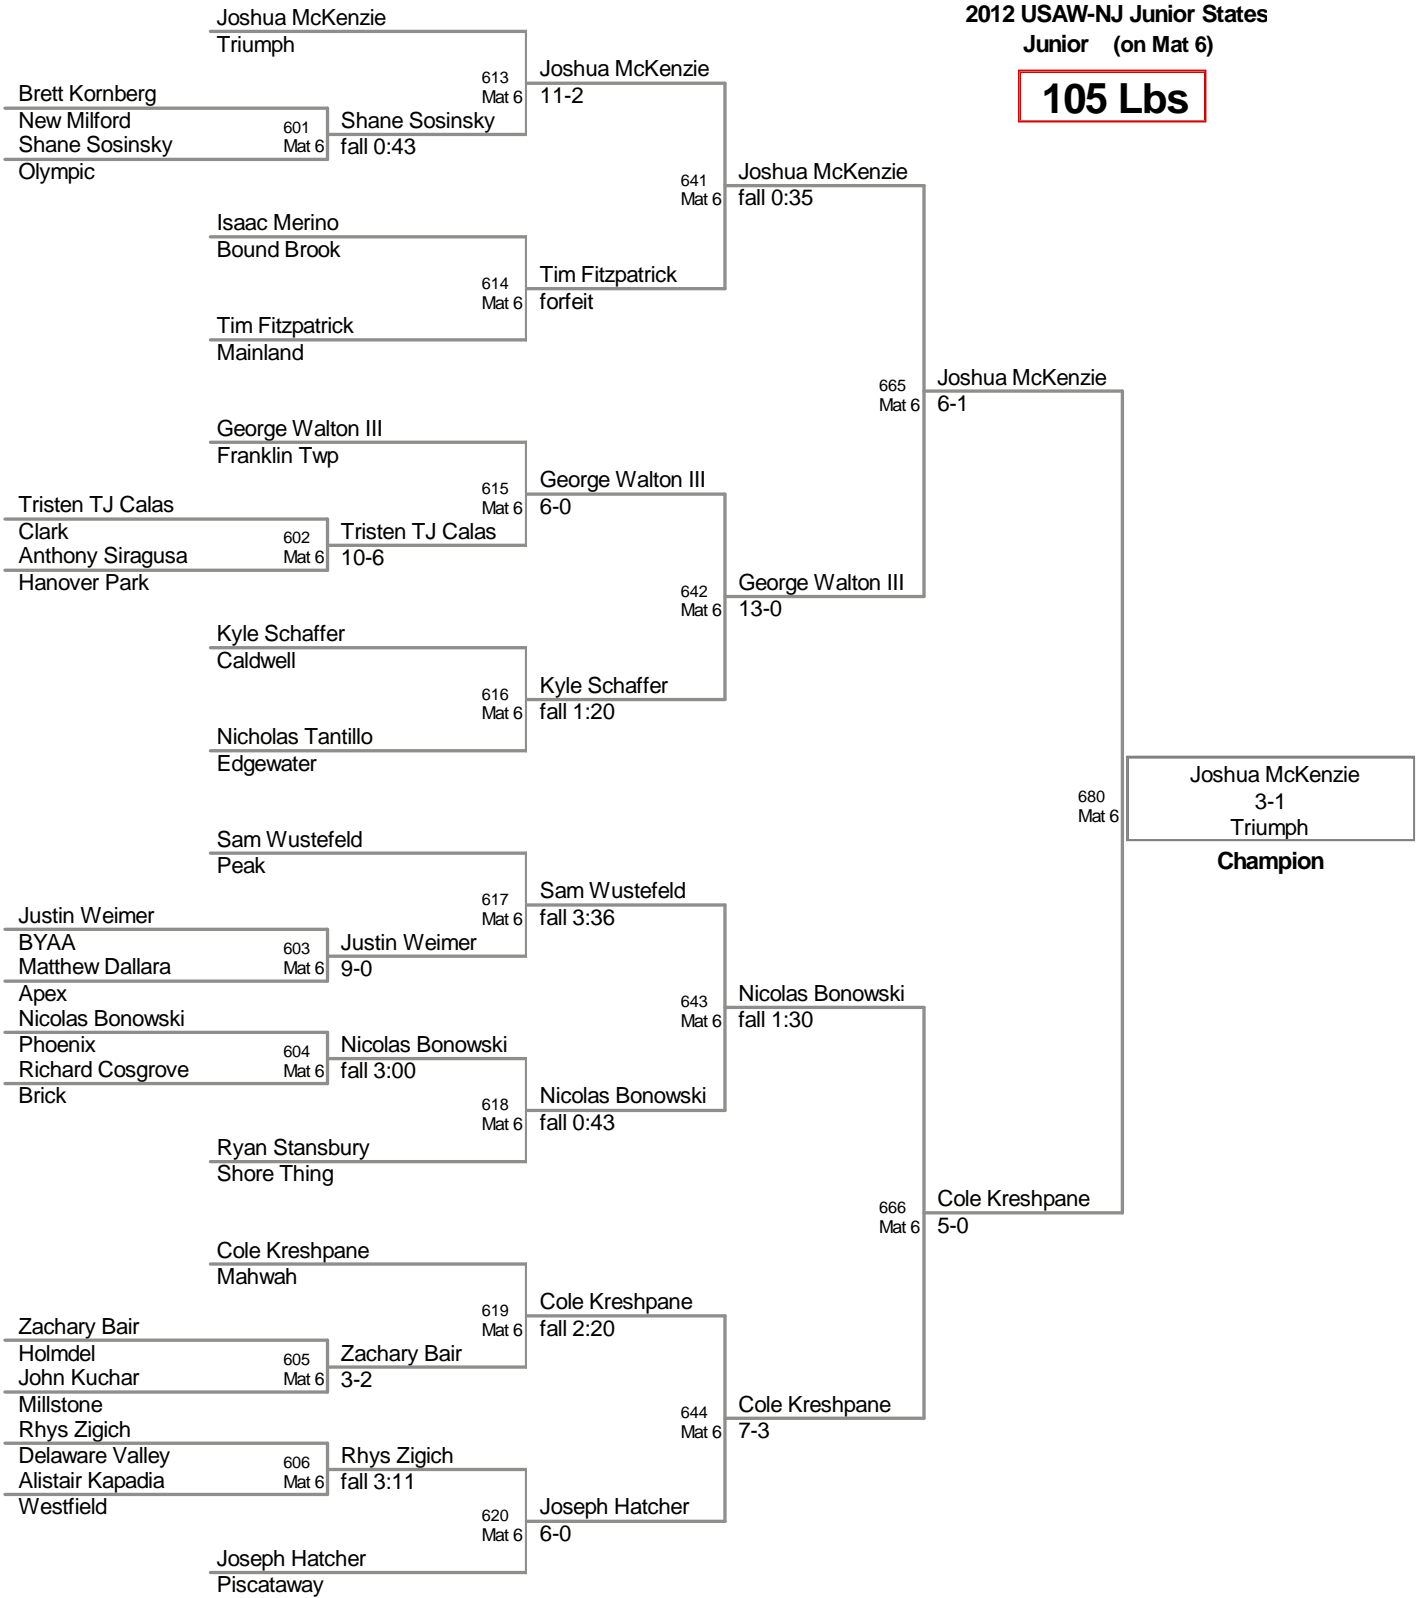 2012 USAW-NJ Junior States
Junior (on Mat 6)
105 Lbs
Joshua McKenzie
Triumph
613
Mat 6
Joshua McKenzie
11-2
Brett Kornberg
New Milford
601
Mat 6
Shane Sosinsky
fall 0:43
Shane Sosinsky
Olympic
641
Mat 6
Joshua McKenzie
fall 0:35
Isaac Merino
Bound Brook
614
Mat 6
Tim Fitzpatrick
forfeit
Tim Fitzpatrick
Mainland
665
Mat 6
Joshua McKenzie
6-1
George Walton III
Franklin Twp
615
Mat 6
George Walton III
6-0
Tristen TJ Calas
Clark
602
Mat 6
Tristen TJ Calas
10-6
Anthony Siragusa
Hanover Park
642
Mat 6
George Walton III
13-0
Kyle Schaffer
Caldwell
616
Mat 6
Kyle Schaffer
fall 1:20
Nicholas Tantillo
Edgewater
680
Mat 6
Joshua McKenzie
3-1
Triumph
Champion
Sam Wustefeld
Peak
617
Mat 6
Sam Wustefeld
fall 3:36
Justin Weimer
BYAA
603
Mat 6
Justin Weimer
9-0
Matthew Dallara
Apex
643
Mat 6
Nicolas Bonowski
fall 1:30
Nicolas Bonowski
Phoenix
604
Mat 6
Nicolas Bonowski
fall 3:00
Richard Cosgrove
Brick
618
Mat 6
Nicolas Bonowski
fall 0:43
Ryan Stansbury
Shore Thing
666
Mat 6
Cole Kreshpane
5-0
Cole Kreshpane
Mahwah
619
Mat 6
Cole Kreshpane
fall 2:20
Zachary Bair
Holmdel
605
Mat 6
Zachary Bair
3-2
John Kuchar
Millstone
644
Mat 6
Cole Kreshpane
7-3
Rhys Zigich
Delaware Valley
606
Mat 6
Rhys Zigich
fall 3:11
Alistair Kapadia
Westfield
620
Mat 6
Joseph Hatcher
6-0
Joseph Hatcher
Piscataway